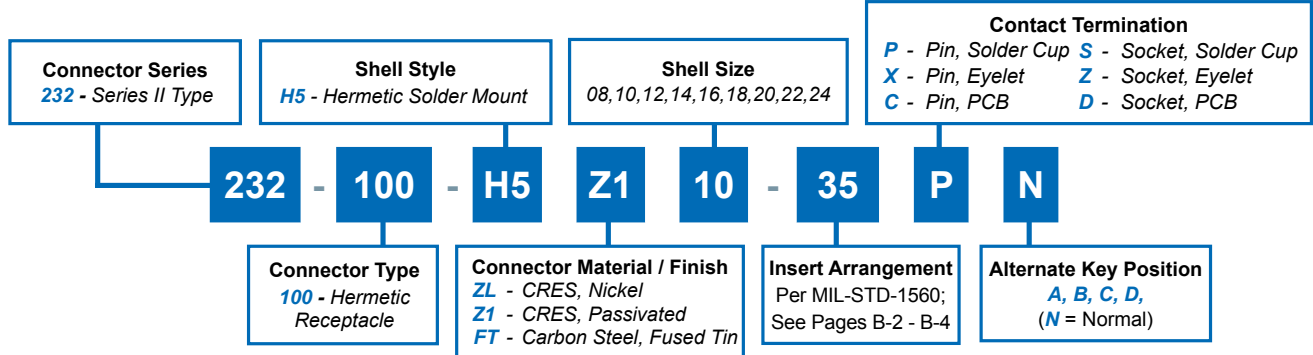 Contact Termination
P - Pin, Solder Cup S - Socket, Solder Cup
X - Pin, Eyelet Z - Socket, Eyelet
C - Pin, PCB D - Socket, PCB
Connector Series
232 - Series II Type
Shell Style
H5 - Hermetic Solder Mount
Shell Size
08,10,12,14,16,18,20,22,24
232 - 100 - H5 Z1 10 - 35 P N
Connector Type
100 - Hermetic
Receptacle
Connector Material / Finish
ZL - CRES, Nickel
Z1 - CRES, Passivated
FT - Carbon Steel, Fused Tin
Insert Arrangement
Per MIL-STD-1560;
See Pages B-2 - B-4
Alternate Key Position
A, B, C, D,
(N = Normal)